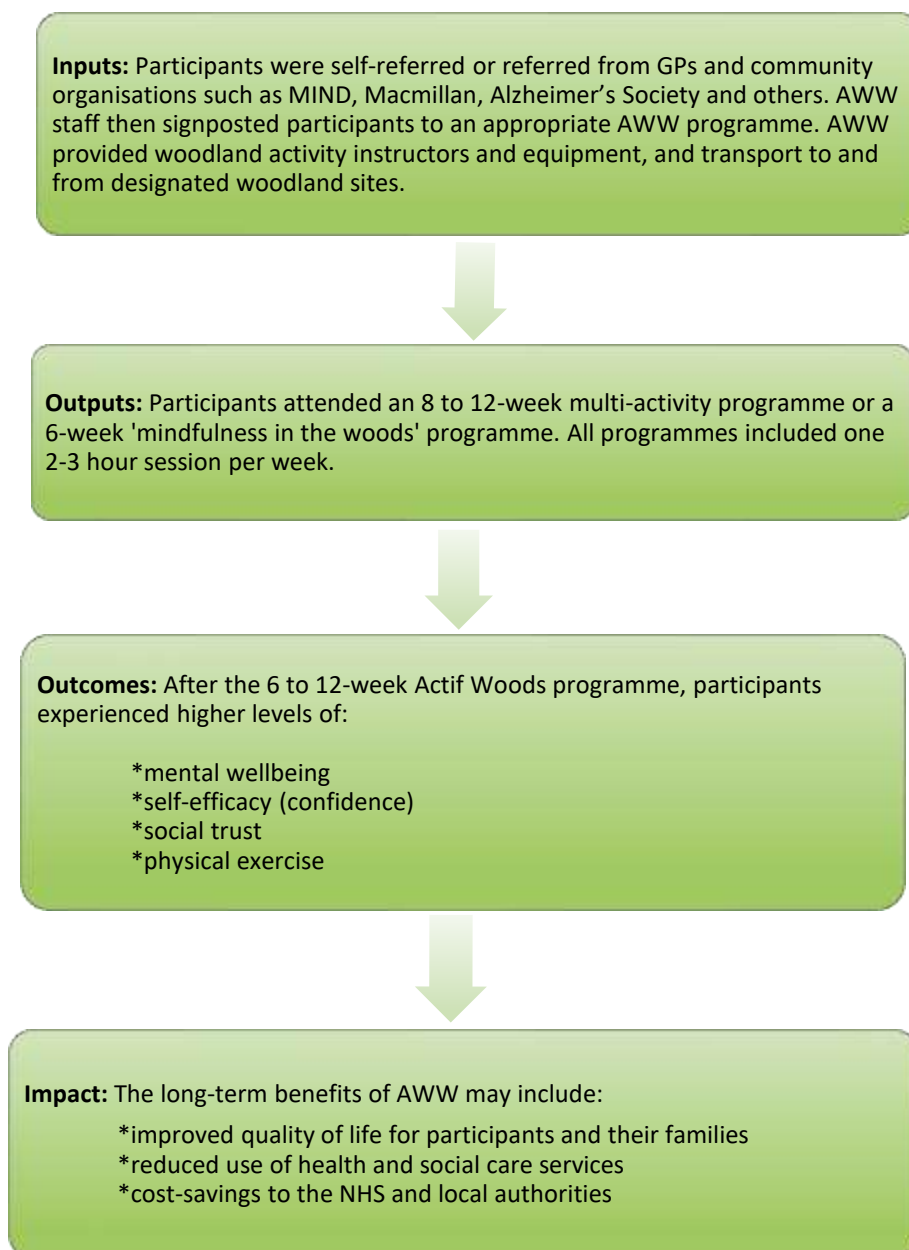 Inputs: Participants were self-referred or referred from GPs and community
organisations such as MIND, Macmillan, Alzheimer’s Society and others. AWW
staff then signposted participants to an appropriate AWW programme. AWW
provided woodland activity instructors and equipment, and transport to and
from designated woodland sites.
Outputs: Participants attended an 8 to 12-week multi-activity programme or a
6-week 'mindfulness in the woods' programme. All programmes included one
2-3 hour session per week.
Outcomes: After the 6 to 12-week Actif Woods programme, participants
experienced higher levels of:
*mental wellbeing
*self-efficacy (confidence)
*social trust
*physical exercise
Impact: The long-term benefits of AWW may include:
*improved quality of life for participants and their families
*reduced use of health and social care services
*cost-savings to the NHS and local authorities